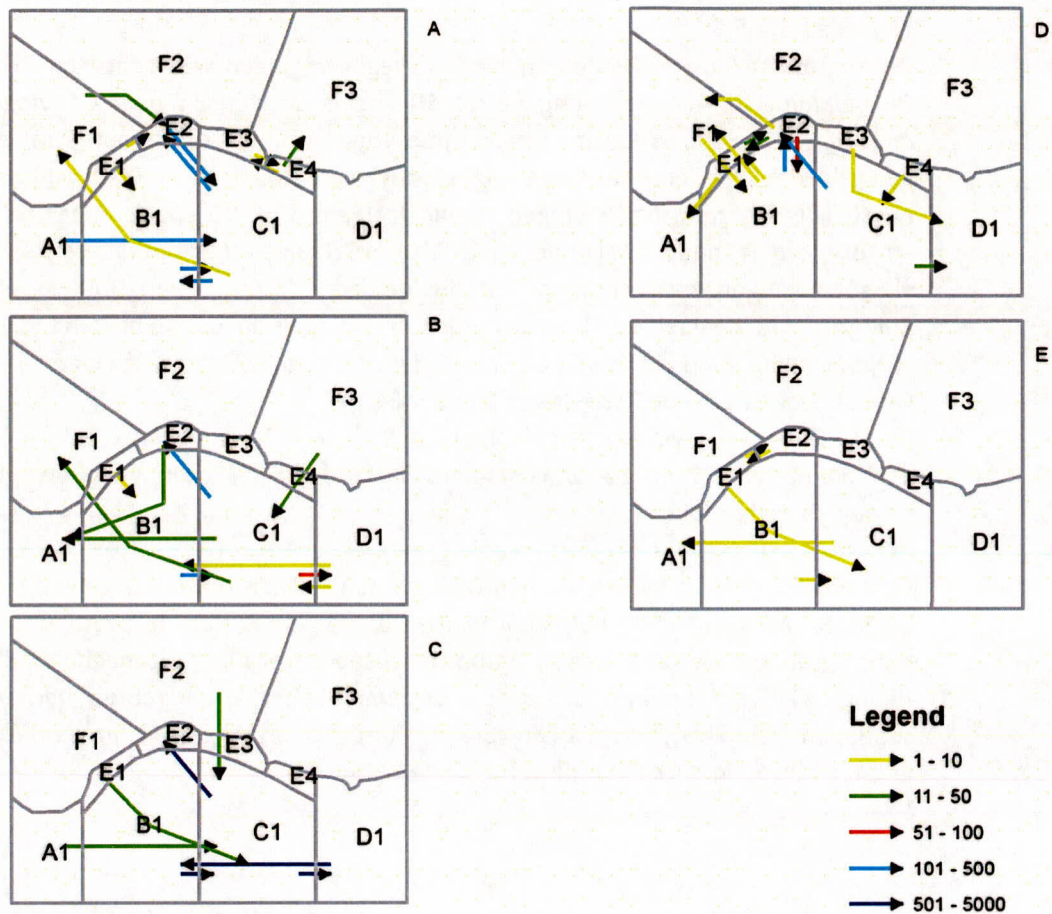 A
F2
F3
F1
E2
E3
E1
E4
B1
C1
A1
D1
B
F2
F3
F1
E2
E3
E1
E4
B1
C1
A1
D1
C
F2
F3
F1
E2
E3
E1
E4
B1
C1
A1
D1
D
F2
F3
F1
E2
E3
E1
E4
B1
C1
A1
D1
E
F2
F3
F1
E2
E3
E1
E4
B1
C1
A1
D1
Legend
1 - 10
11 - 50
51 - 100
101 - 500
501 - 5000